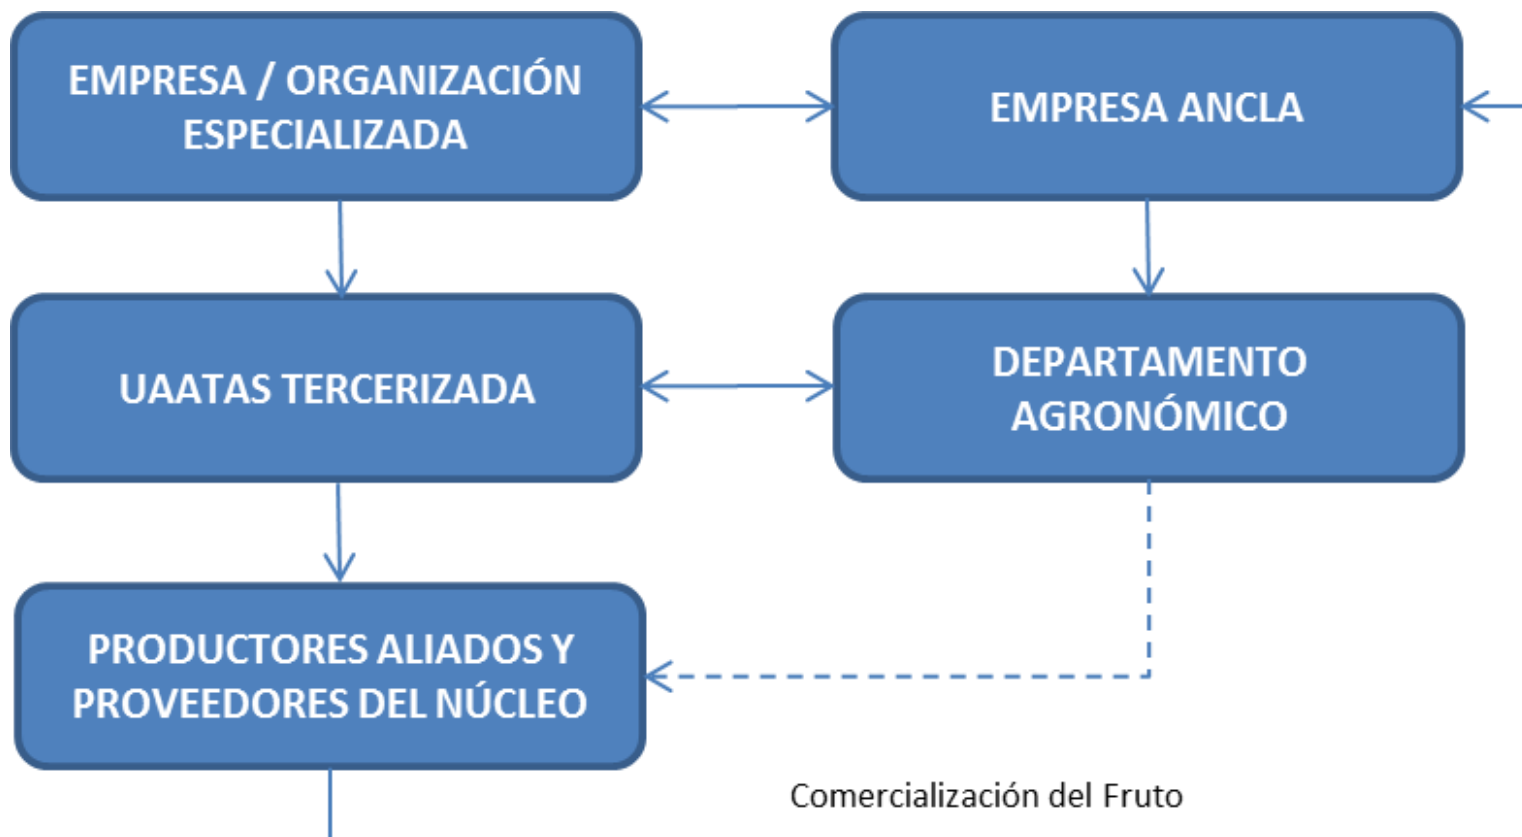 EMPRESA / ORGANIZACIÓN
ESPECIALIZADA
EMPRESA ANCLA
UAATAS TERCERIZADA
DEPARTAMENTO
AGRONÓMICO
PRODUCTORES ALIADOS Y
PROVEEDORES DEL NÚCLEO
Comercialización del Fruto